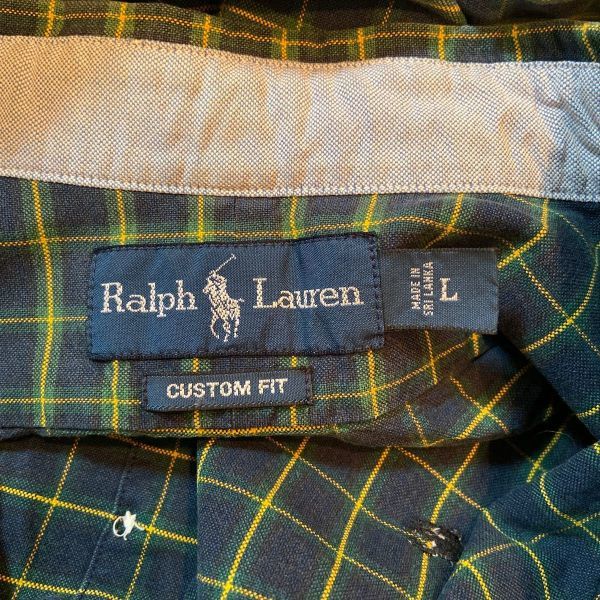 Ralph Lauren
MADE IN
SRI LANKA
L
CUSTOM FIT